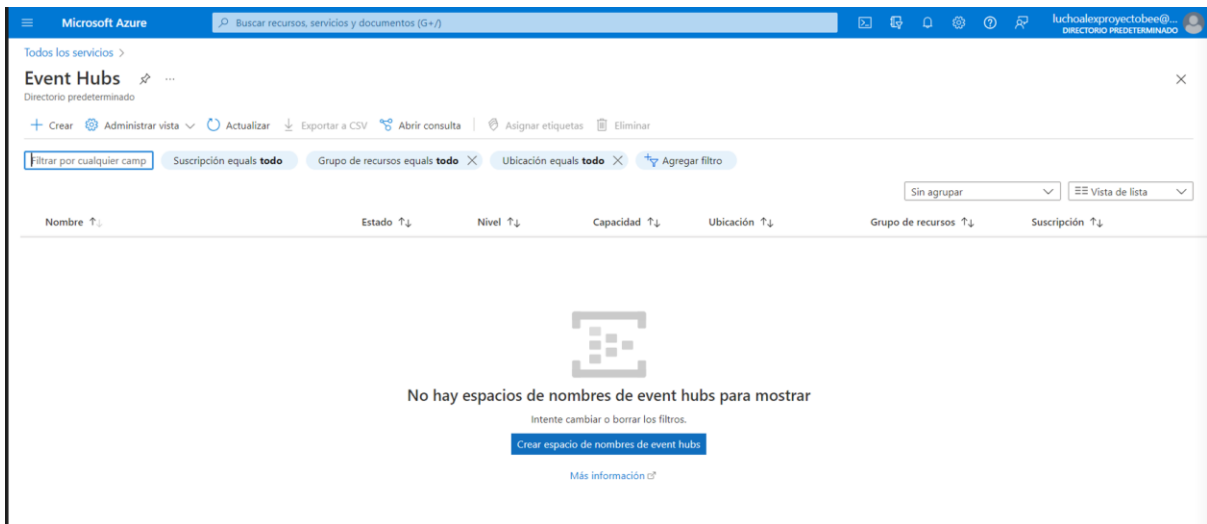 Microsoft Azure
Buscar recursos, servicios y documentos (G+/)
luchoalexproyectobee@...
DIRECTORIO PREDETERMINADO
Todos los servicios >
Event Hubs ...
Directorio predeterminado
+ Crear Administrar vista Actualizar Exportar a CSV Abrir consulta Asignar etiquetas Eliminar
Filtrar por cualquier camp Suscripción equals todo Grupo de recursos equals todo Ubicación equals todo Agregar filtro
Sin agrupar Vista de lista
Nombre Estado Nivel Capacidad Ubicación Grupo de recursos Suscripción
No hay espacios de nombres de event hubs para mostrar
Intente cambiar o borrar los filtros.
Crear espacio de nombres de event hubs
Más información